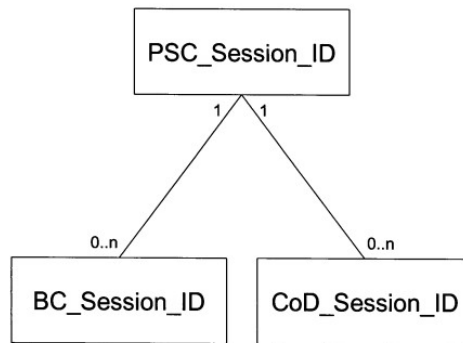 PSC_Session_ID
1 1
0..n 0..n
BC_Session_ID CoD_Session_ID